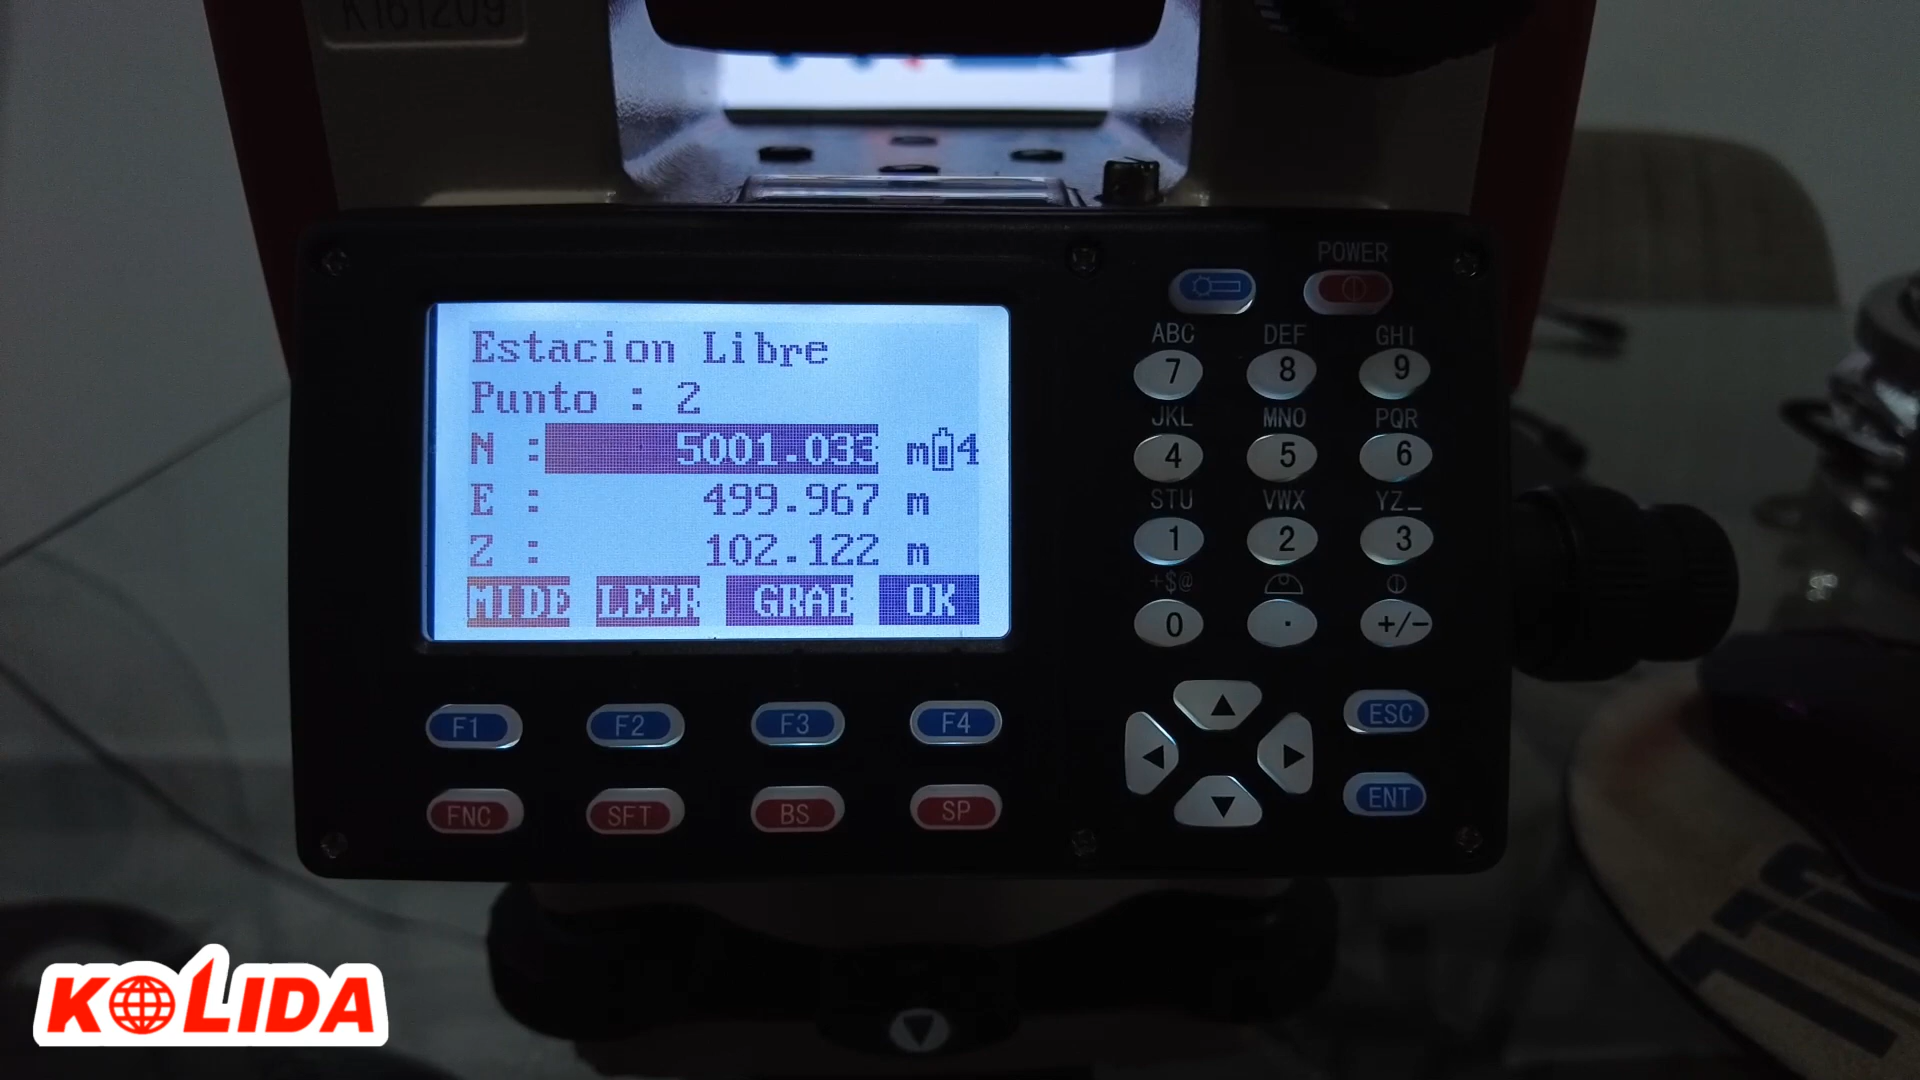 K161209
POWER
Estacion Libre
Punto : 2
N : 5001.033 m 4
E : 499.967 m
Z : 102.122 m
MIDE LEER GRAB OK
ABC DEF GHI
7 8 9
JKL MNO PQR
4 5 6
STU VWX YZ_
1 2 3
+$@
0 . +/-
F1 F2 F3 F4
FNC SFT BS SP
ESC
ENT
KOLIDA